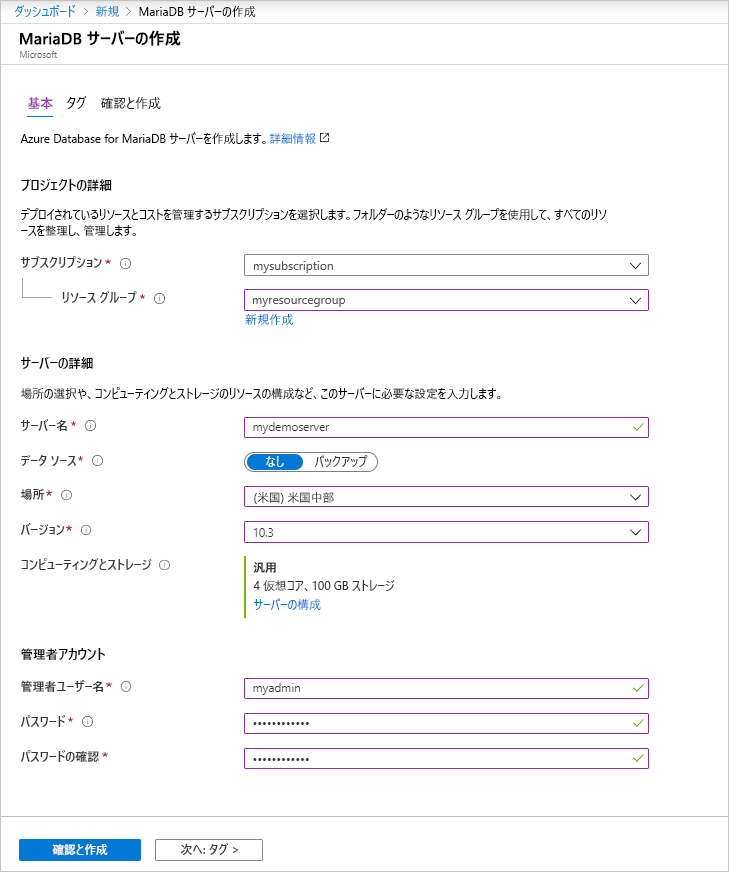 ダッシュボード > 新規 > MariaDB サーバーの作成
MariaDB サーバーの作成
Microsoft
基本 タグ 確認と作成
Azure Database for MariaDB サーバーを作成します。詳細情報
プロジェクトの詳細
デプロイされているリソースとコストを管理するサブスクリプションを選択します。フォルダーのようなリソース グループを使用して、すべてのリソ
ースを整理し、管理します。
サブスクリプション * mysubscription
リソース グループ * myresourcegroup
新規作成
サーバーの詳細
場所の選択や、コンピューティングとストレージのリソースの構成など、このサーバーに必要な設定を入力します。
サーバー名 * mydemoserver
データ ソース * なし バックアップ
場所 * (米国) 米国中部
バージョン * 10.3
コンピューティングとストレージ 汎用
4 仮想コア、100 GB ストレージ
サーバーの構成
管理者アカウント
管理者ユーザー名 * myadmin
パスワード * ••••••••••••
パスワードの確認 * ••••••••••••
確認と作成 次へ: タグ >